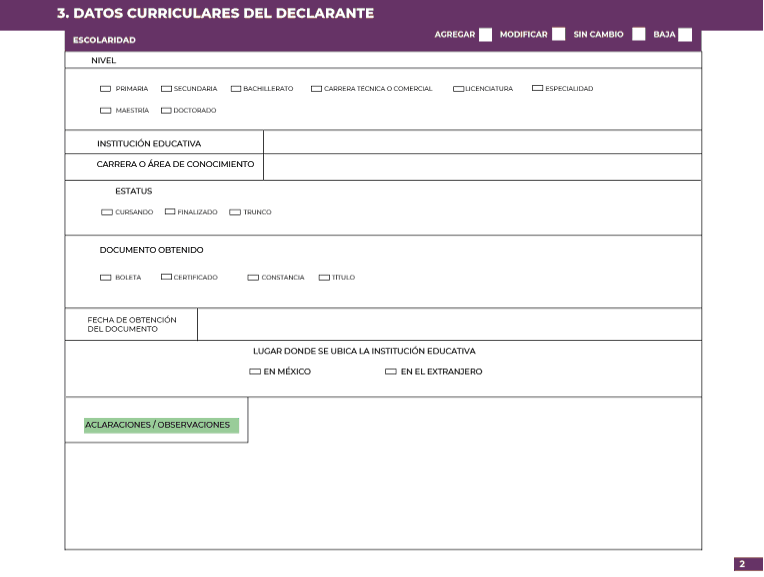 3. DATOS CURRICULARES DEL DECLARANTE
ESCOLARIDAD
AGREGAR MODIFICAR SIN CAMBIO BAJA
NIVEL
PRIMARIA SECUNDARIA BACHILLERATO CARRERA TÉCNICA O COMERCIAL LICENCIATURA ESPECIALIDAD
MAESTRÍA DOCTORADO
INSTITUCIÓN EDUCATIVA
CARRERA O ÁREA DE CONOCIMIENTO
ESTATUS
CURSANDO FINALIZADO TRUNCO
DOCUMENTO OBTENIDO
BOLETA CERTIFICADO CONSTANCIA TÍTULO
FECHA DE OBTENCIÓN
DEL DOCUMENTO
LUGAR DONDE SE UBICA LA INSTITUCIÓN EDUCATIVA
EN MÉXICO EN EL EXTRANJERO
ACLARACIONES / OBSERVACIONES
2